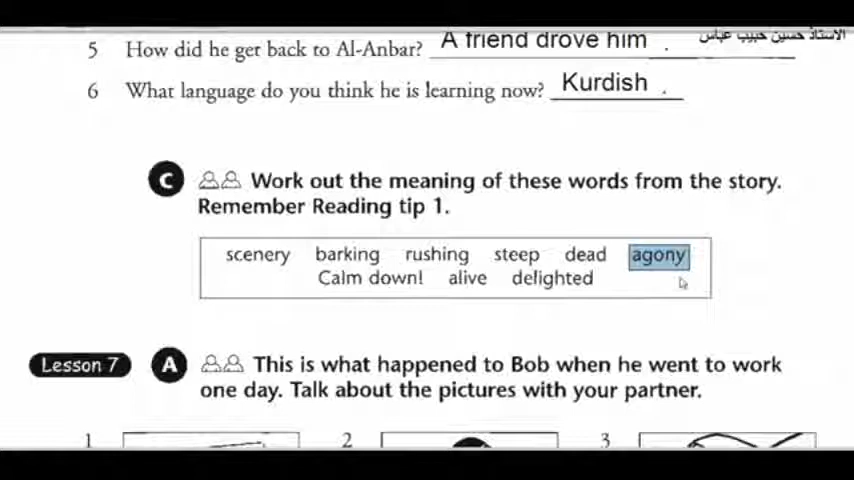 الاستاذ حسين حبيب عباس
5 How did he get back to Al-Anbar? A friend drove him .
6 What language do you think he is learning now? Kurdish .
C Work out the meaning of these words from the story.
Remember Reading tip 1.
scenery barking rushing steep dead agony
Calm down! alive delighted
Lesson 7 A This is what happened to Bob when he went to work
one day. Talk about the pictures with your partner.
1 2 3